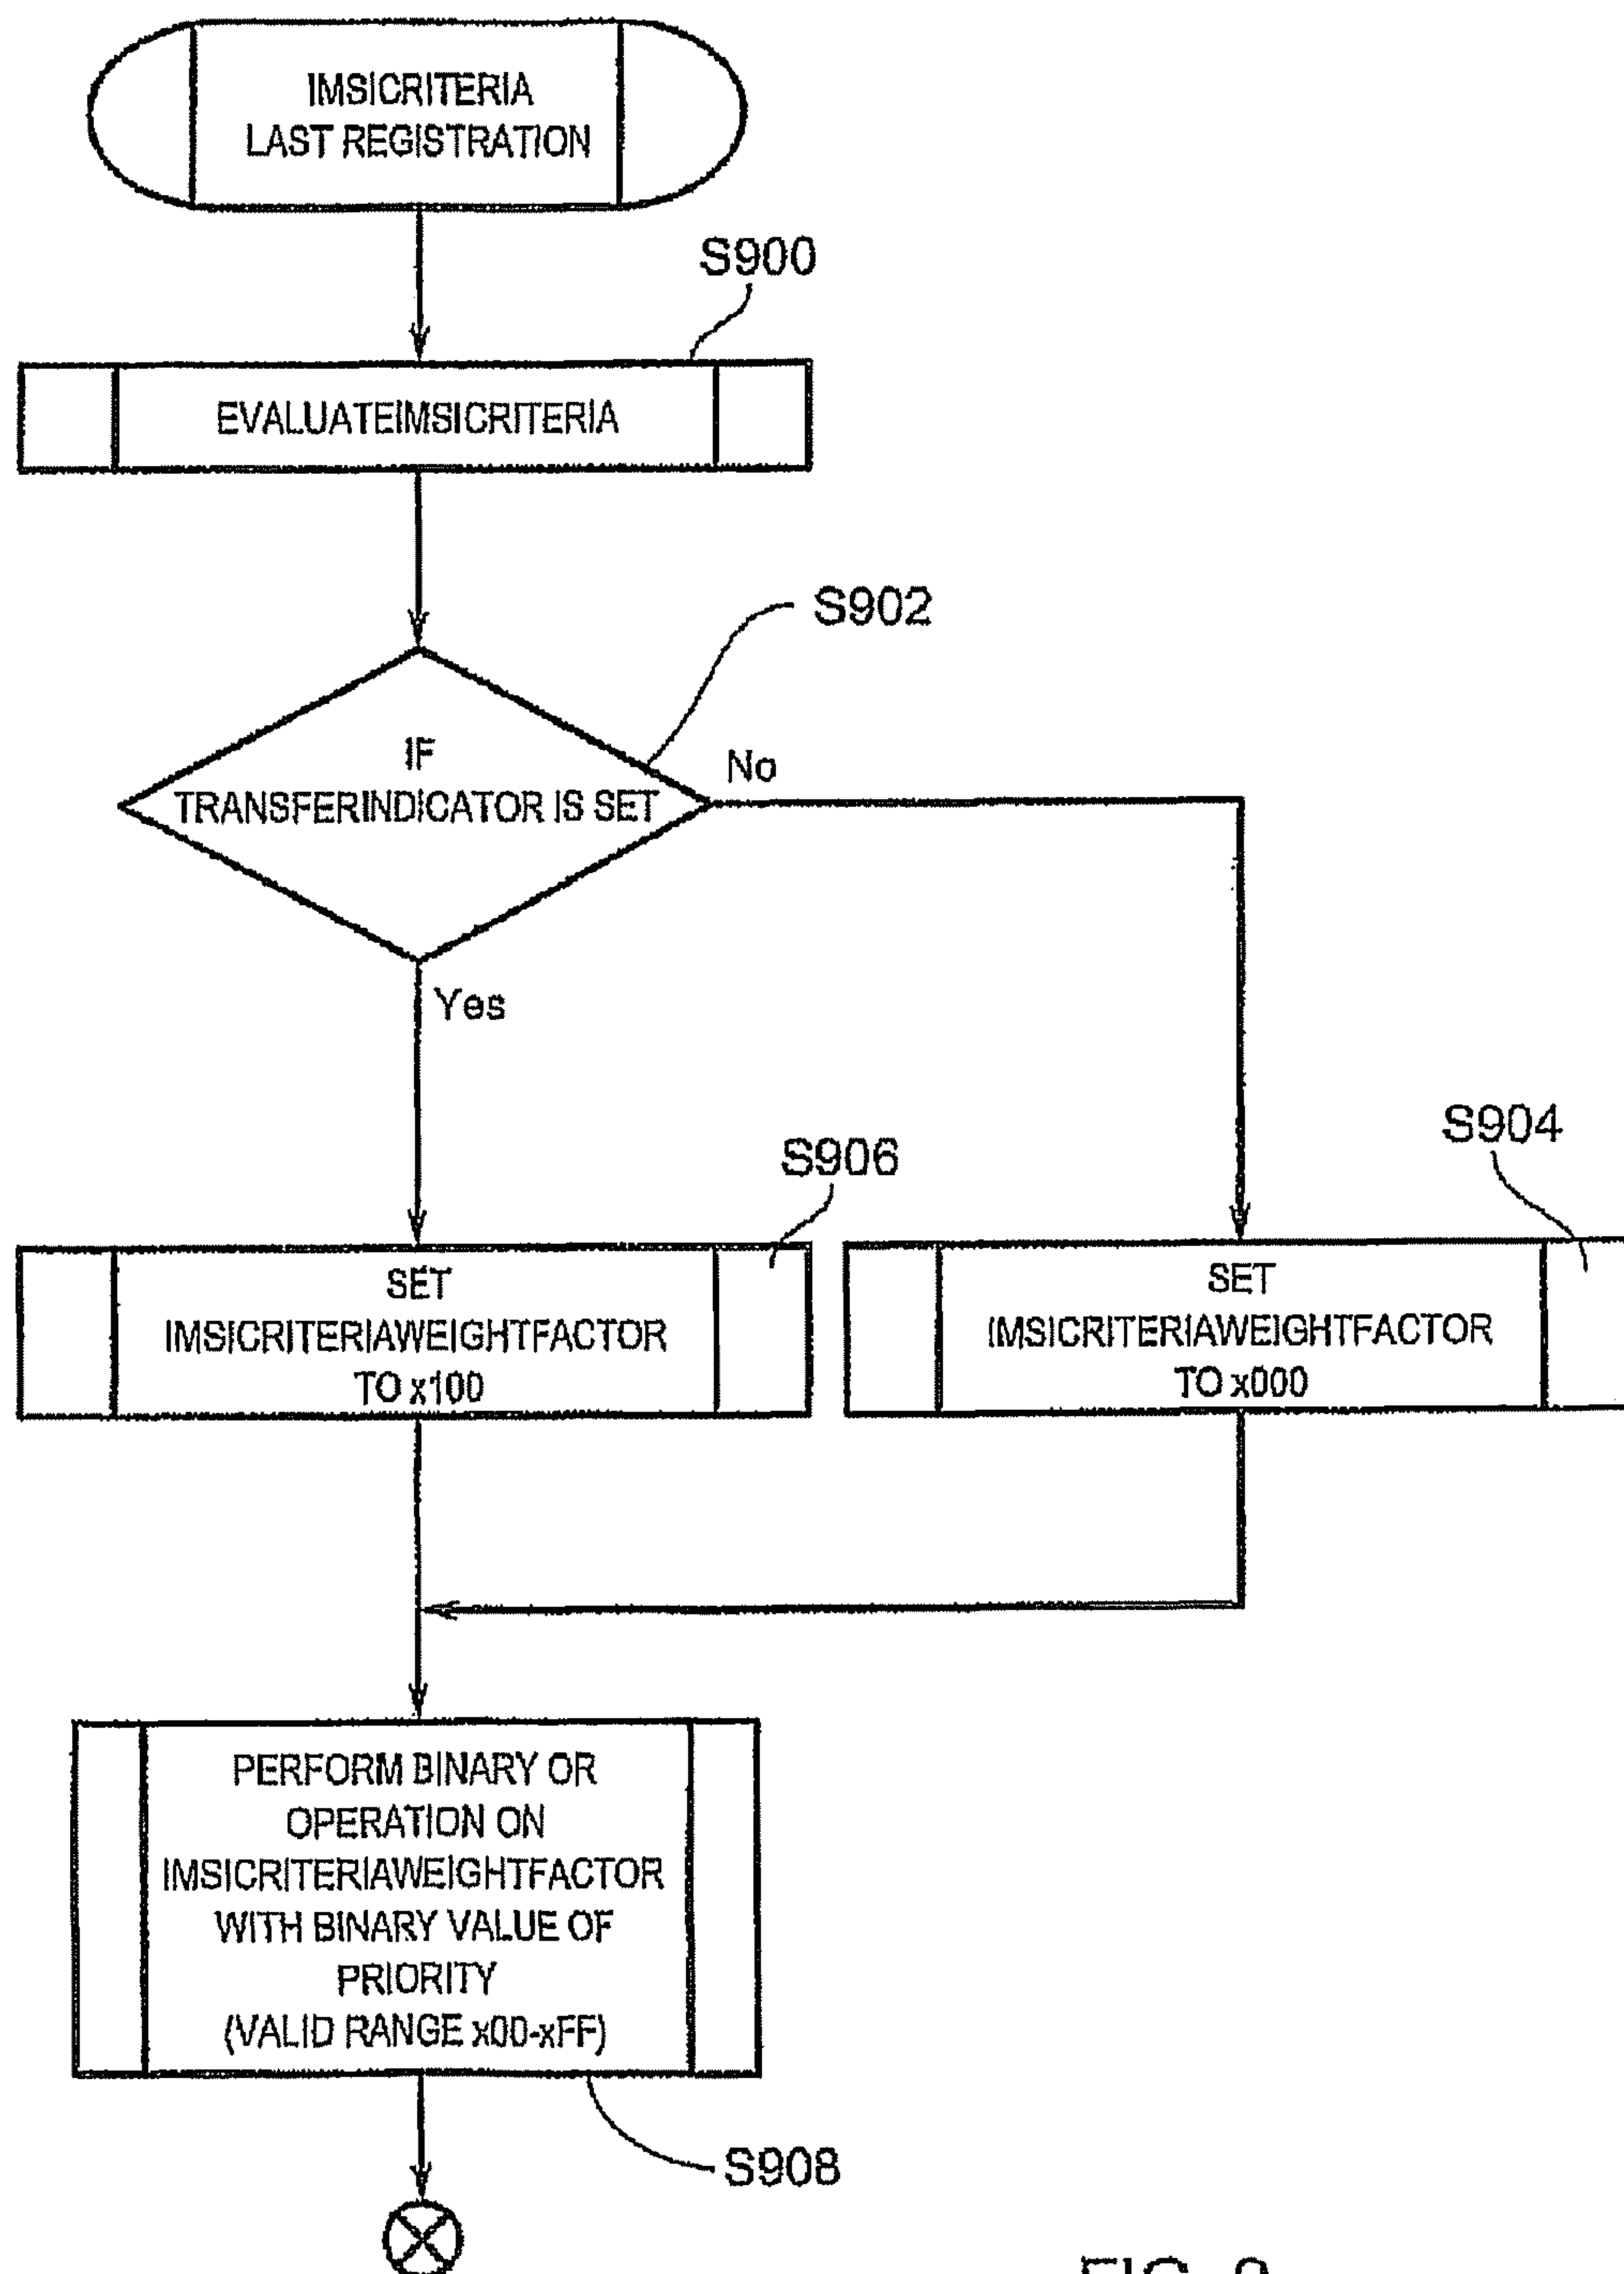 IMSICRITERIA
LAST REGISTRATION
S900
EVALUATEIMSICRITERIA
S902
IF
TRANSFERINDICATOR IS SET
No
Yes
S906
SET
IMSICRITERIAWEIGHTFACTOR
TO x100
S904
SET
IMSICRITERIAWEIGHTFACTOR
TO x000
PERFORM BINARY OR
OPERATION ON
IMSICRITERIAWEIGHTFACTOR
WITH BINARY VALUE OF
PRIORITY
(VALID RANGE x00-xFF)
S908